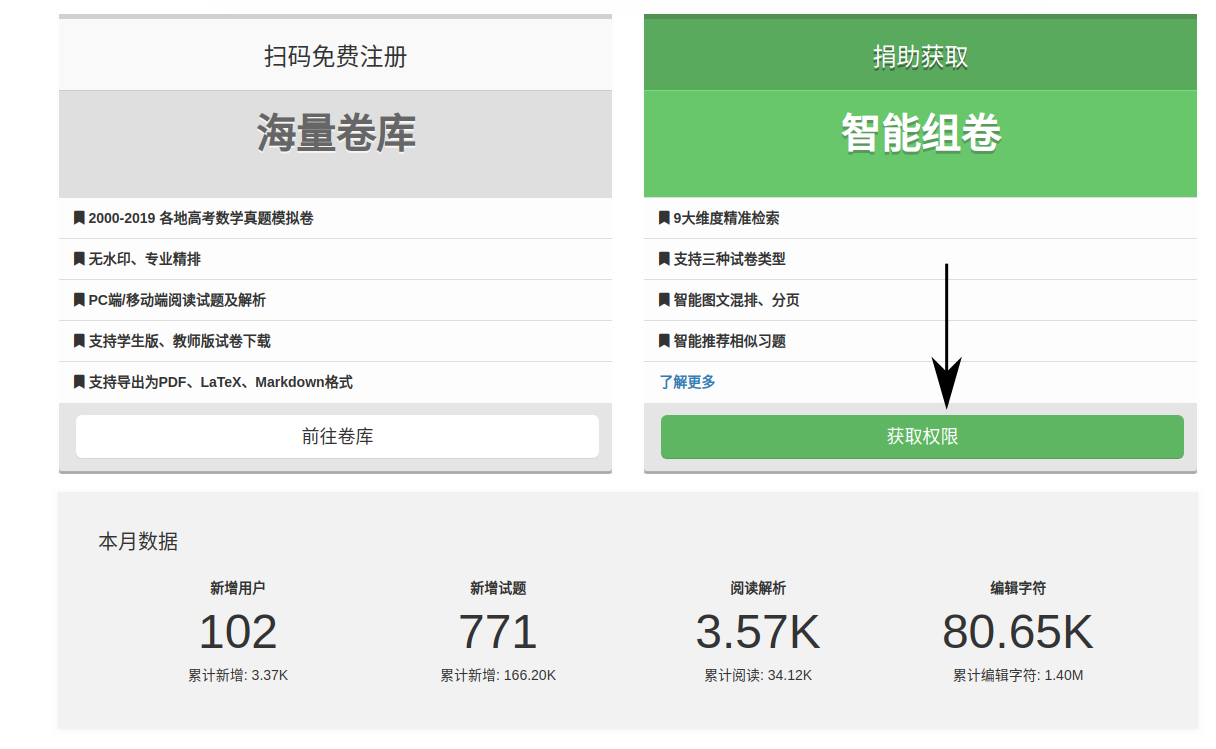 扫码免费注册
海量卷库
2000-2019 各地高考数学真题模拟卷
无水印、专业精排
PC端/移动端阅读试题及解析
支持学生版、教师版试卷下载
支持导出为PDF、LaTeX、Markdown格式
前往卷库
捐助获取
智能组卷
9大维度精准检索
支持三种试卷类型
智能图文混排、分页
智能推荐相似习题
了解更多
获取权限
本月数据
新增用户
102
累计新增: 3.37K
新增试题
771
累计新增: 166.20K
阅读解析
3.57K
累计阅读: 34.12K
编辑字符
80.65K
累计编辑字符: 1.40M